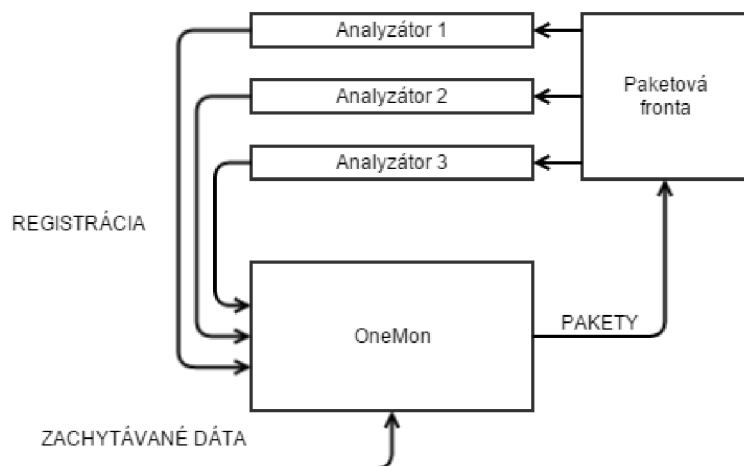 Analyzátor 1
Analyzátor 2
Analyzátor 3
Paketová
fronta
REGISTRÁCIA
OneMon
PAKETY
ZACHYTÁVANÉ DÁTA